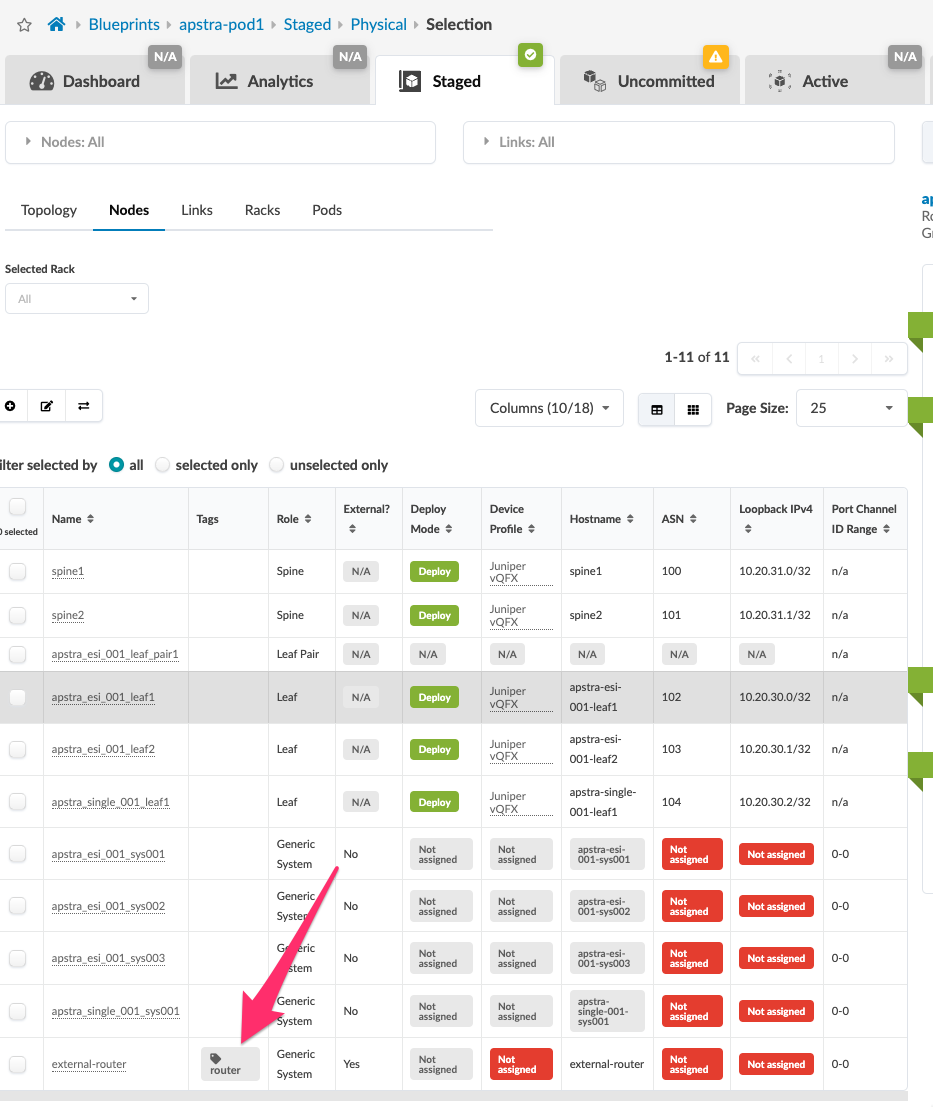 Blueprints apstra-pod1 Staged Physical Selection
N/A N/A N/A
Dashboard Analytics Staged Uncommitted Active
Nodes: All Links: All
Topology Nodes Links Racks Pods
Selected Rack
All
1-11 of 11 « ‹ 1 › »
Columns (10/18) Page Size: 25
ilter selected by all selected only unselected only
selected Name Tags Role External? Deploy Mode Device Profile Hostname ASN Loopback IPv4 Port Channel ID Range
spine1 Spine N/A Deploy Juniper vQFX spine1 100 10.20.31.0/32 n/a
spine2 Spine N/A Deploy Juniper vQFX spine2 101 10.20.31.1/32 n/a
apstra_esi_001_leaf_pair1 Leaf Pair N/A N/A N/A N/A N/A N/A n/a
apstra_esi_001_leaf1 Leaf N/A Deploy Juniper vQFX apstra-esi-001-leaf1 102 10.20.30.0/32 n/a
apstra_esi_001_leaf2 Leaf N/A Deploy Juniper vQFX apstra-esi-001-leaf2 103 10.20.30.1/32 n/a
apstra_single_001_leaf1 Leaf N/A Deploy Juniper vQFX apstra-single-001-leaf1 104 10.20.30.2/32 n/a
apstra_esi_001_sys001 Generic System No Not assigned Not assigned apstra-esi-001-sys001 Not assigned Not assigned 0-0
apstra_esi_001_sys002 Generic System No Not assigned Not assigned apstra-esi-001-sys002 Not assigned Not assigned 0-0
apstra_esi_001_sys003 Generic System No Not assigned Not assigned apstra-esi-001-sys003 Not assigned Not assigned 0-0
apstra_single_001_sys001 Generic System No Not assigned Not assigned apstra-single-001-sys001 Not assigned Not assigned 0-0
external-router router Generic System Yes Not assigned Not assigned external-router Not assigned Not assigned 0-0